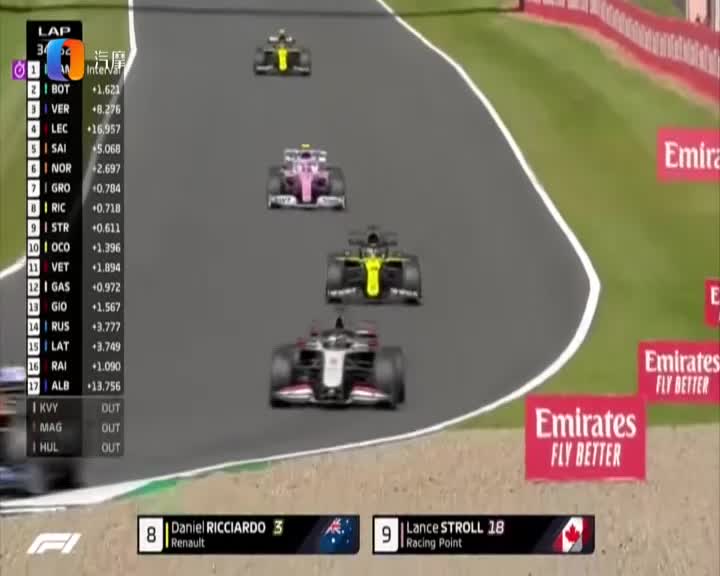 LAP
汽摩
Interval
1
2 BOT +1.621
3 VER +8.276
4 LEC +16.957
5 SAI +5.068
6 NOR +2.697
7 GRO +0.784
8 RIC +0.718
9 STR +0.611
10 OCO +1.396
11 VET +1.894
12 GAS +0.972
13 GIO +1.567
14 RUS +3.777
15 LAT +3.749
16 RAI +1.090
17 ALB +13.756
KVY OUT
MAG OUT
HUL OUT
Emirates
FLY BETTER
Emirates
FLY BETTER
F1
8 Daniel RICCIARDO 3
Renault
9 Lance STROLL 18
Racing Point